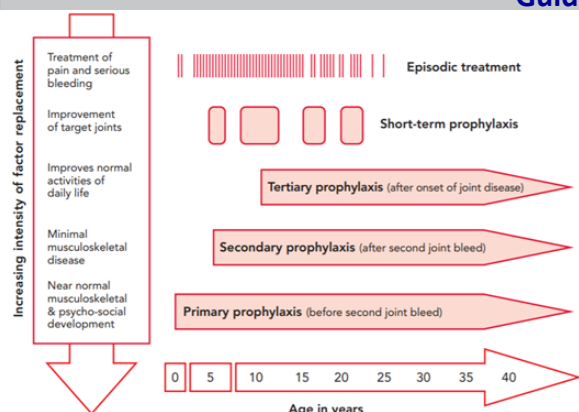 Increasing intensity of factor replacement
Treatment of
pain and serious
bleeding
Episodic treatment
Improvement
of target joints
Short-term prophylaxis
Improves normal
activities of
daily life
Tertiary prophylaxis (after onset of joint disease)
Minimal
musculoskeletal
disease
Secondary prophylaxis (after second joint bleed)
Near normal
musculoskeletal
& psycho-social
development
Primary prophylaxis (before second joint bleed)
0 5 10 15 20 25 30 35 40
Age in years